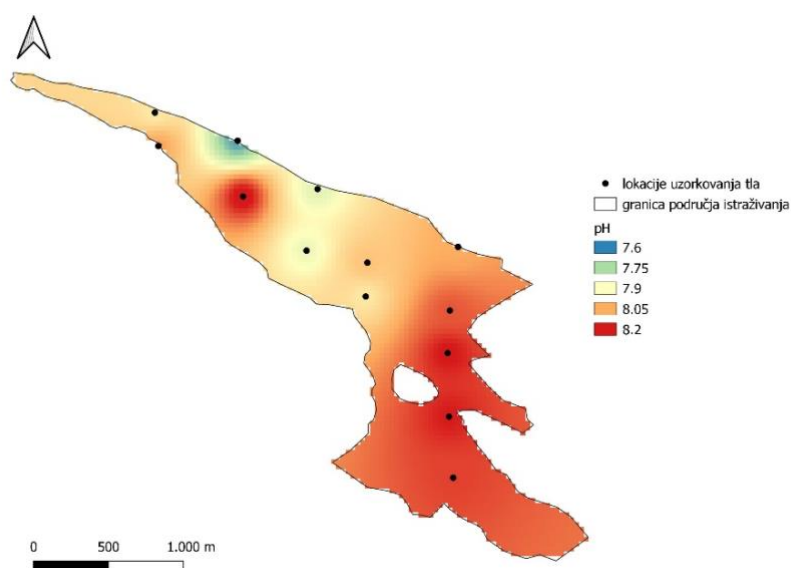 lokacije uzorkovanja tla
granica područja istraživanja
pH
7.6
7.75
7.9
8.05
8.2
0 500 1.000 m